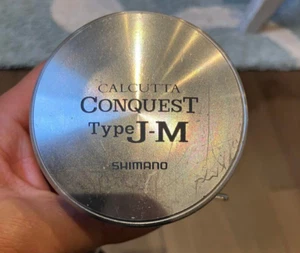 CALCUTTA
CONQUEST
Type J-M
SHIMANO